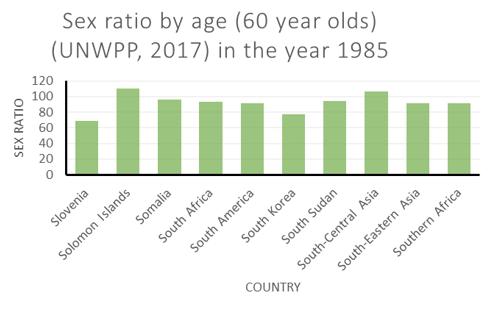 Sex ratio by age (60 year olds)
(UNWPP, 2017) in the year 1985
120
100
80
60
40
20
0
SEX RATIO
Slovenia
Solomon Islands
Somalia
South Africa
South America
South Korea
South Sudan
South-Central Asia
South-Eastern Asia
Southern Africa
COUNTRY